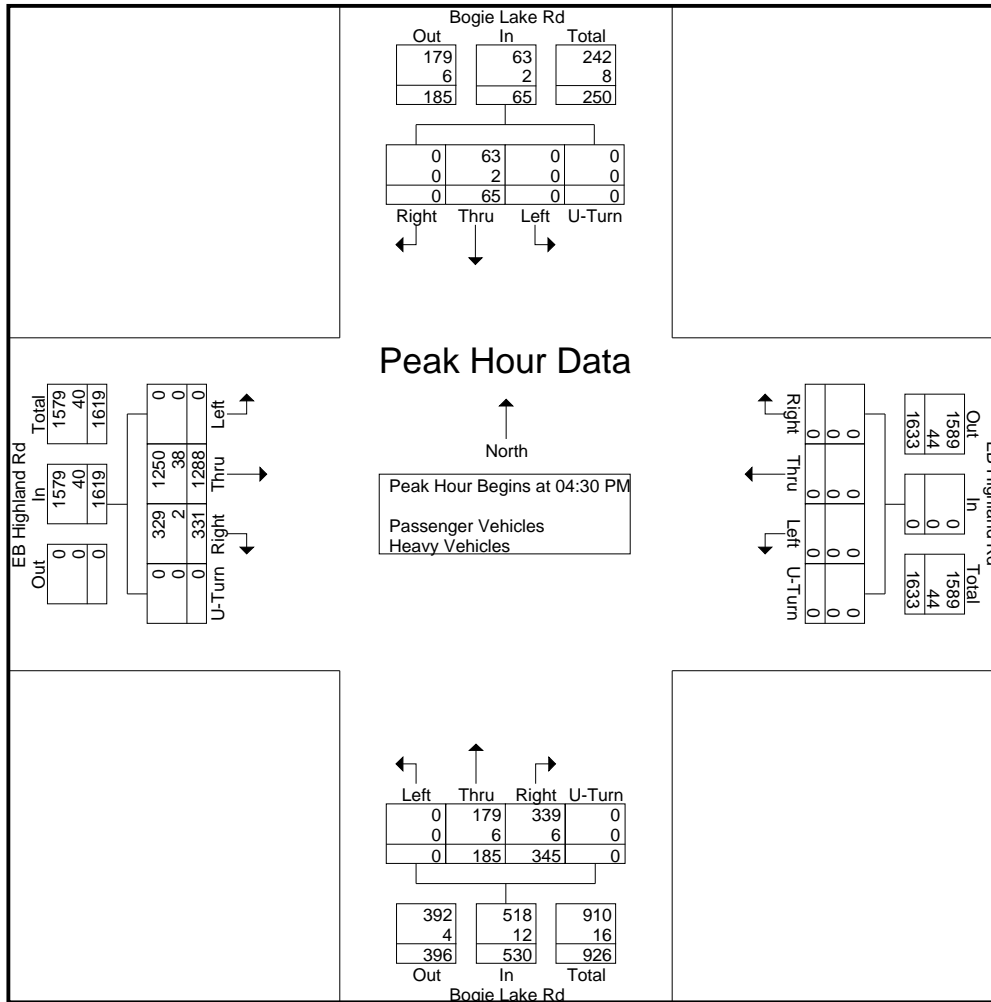 Bogie Lake Rd
Out In Total
179 63 242
6 2 8
185 65 250
0 63 0 0
0 2 0 0
0 65 0 0
Right Thru Left U-Turn
Peak Hour Data
North
Peak Hour Begins at 04:30 PM
Passenger Vehicles
Heavy Vehicles
EB Highland Rd
Out In Total
0 1579 1579
0 40 40
0 1619 1619
U-Turn Right Thru Left
0 329 1250 0
0 2 38 0
0 331 1288 0
EB Highland Rd
Out In Total
1589 0 1589
44 0 44
1633 0 1633
Right Thru Left U-Turn
0 0 0 0
0 0 0 0
0 0 0 0
Left Thru Right U-Turn
0 179 339 0
0 6 6 0
0 185 345 0
392 518 910
4 12 16
396 530 926
Out In Total
Bogie Lake Rd